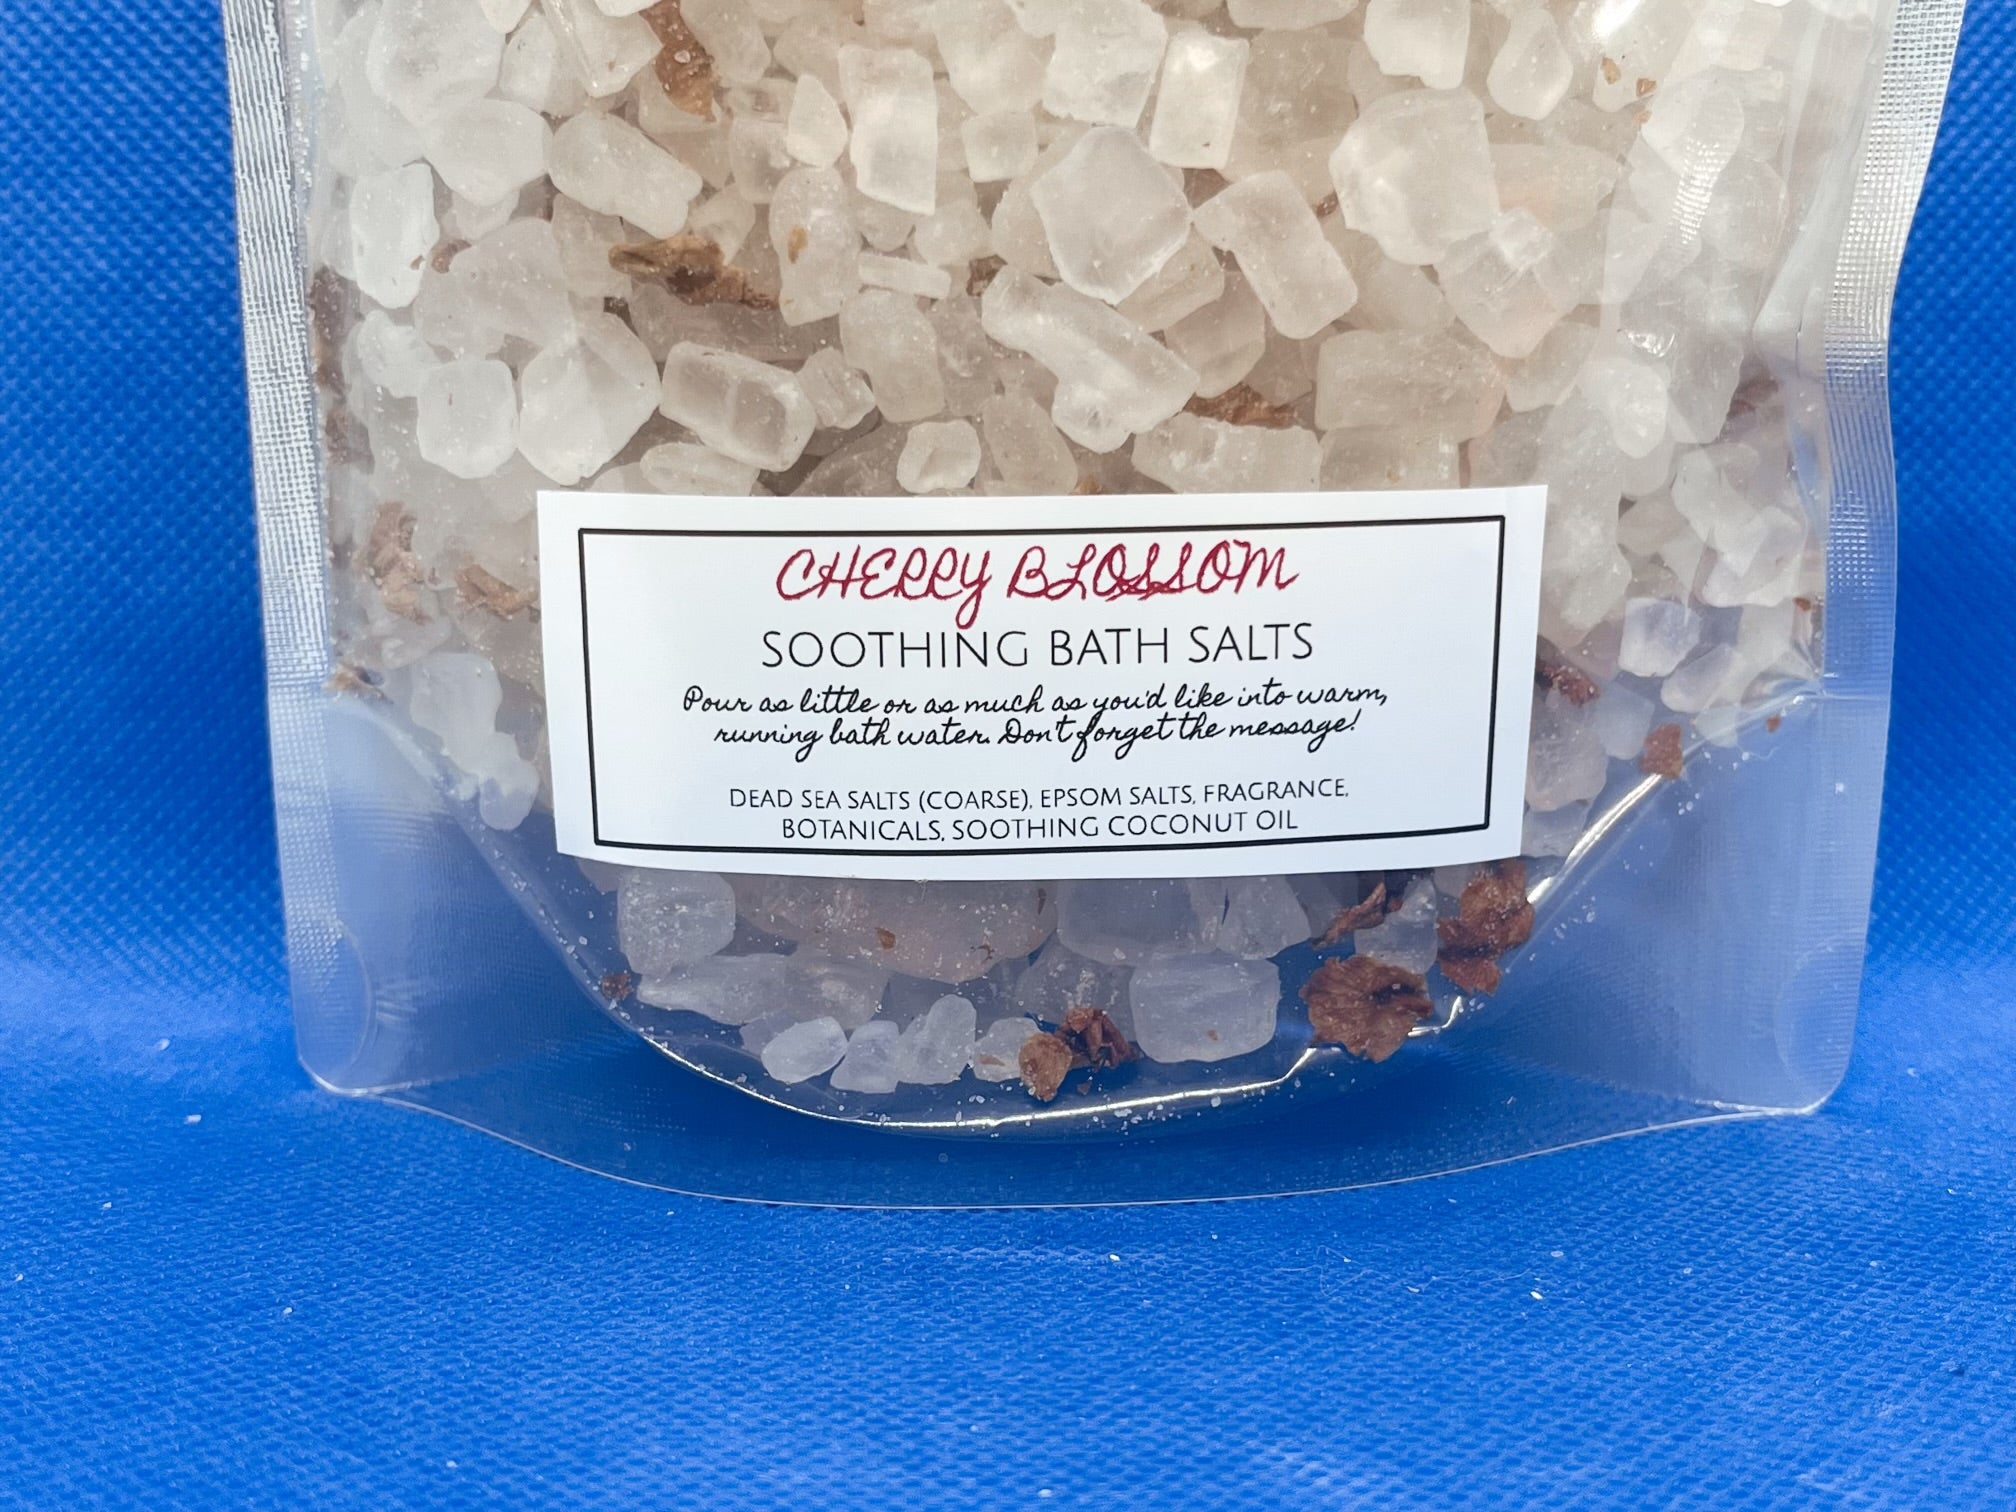 CHERRY BLOSSOM
SOOTHING BATH SALTS
Pour as little or as much as you'd like into warm,
running bath water. Don't forget the message!
DEAD SEA SALTS (COARSE), EPSOM SALTS, FRAGRANCE,
BOTANICALS, SOOTHING COCONUT OIL